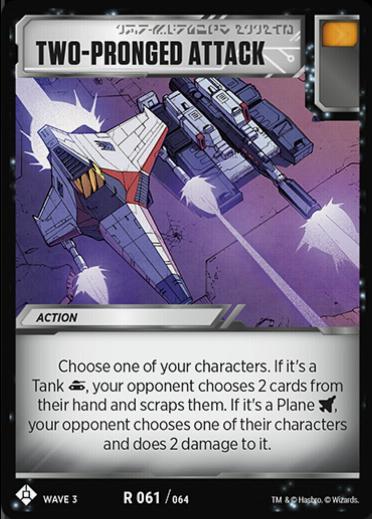 TWO-PRONGED ATTACK
ACTION
Choose one of your characters. If it's a
Tank, your opponent chooses 2 cards from
their hand and scraps them. If it's a Plane,
your opponent chooses one of their characters
and does 2 damage to it.
WAVE 3 R 061 / 064 TM & © Hasbro. © Wizards.